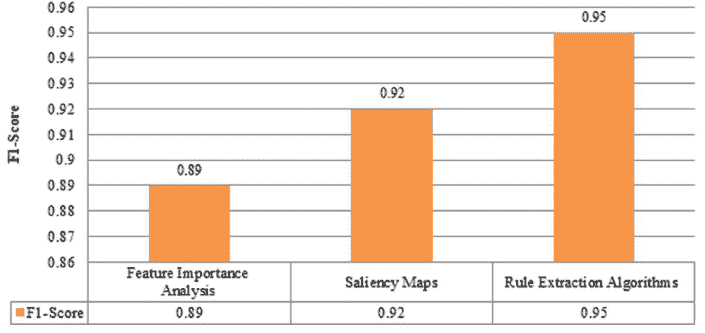 0.96
0.95
0.94
0.93
0.92
0.91
0.9
0.89
0.88
0.87
0.86
F1-Score
0.89
0.92
0.95
Feature Importance
Analysis
Saliency Maps
Rule Extraction Algorithms
F1-Score 0.89 0.92 0.95